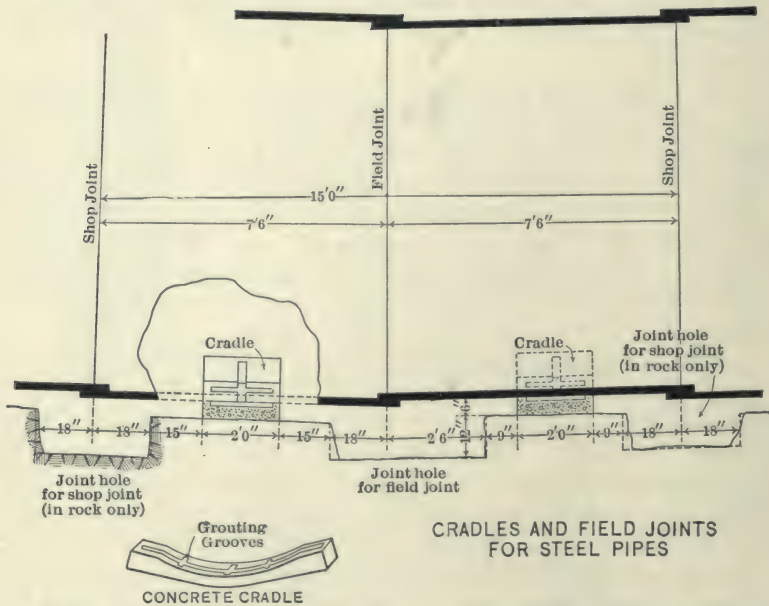 Shop Joint
Field Joint
Shop Joint
15'0"
7'6"
7'6"
Cradle
Cradle
Joint hole
for shop joint
(in rock only)
6"
12"
18"
18"
15"
2'0"
15"
18"
2'6"
9"
2'0"
9"
18"
18"
Joint hole
for shop joint
(in rock only)
Joint hole
for field joint
Grouting
Grooves
CONCRETE CRADLE
CRADLES AND FIELD JOINTS
FOR STEEL PIPES